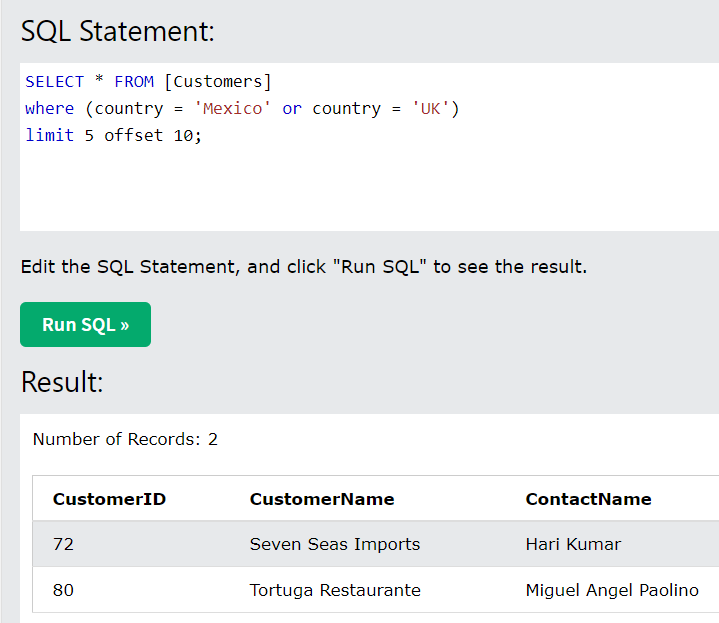 SQL Statement:
SELECT * FROM [Customers]
where (country = 'Mexico' or country = 'UK')
limit 5 offset 10;
Edit the SQL Statement, and click "Run SQL" to see the result.
Run SQL »
Result:
Number of Records: 2
CustomerID CustomerName ContactName
72 Seven Seas Imports Hari Kumar
80 Tortuga Restaurante Miguel Angel Paolino